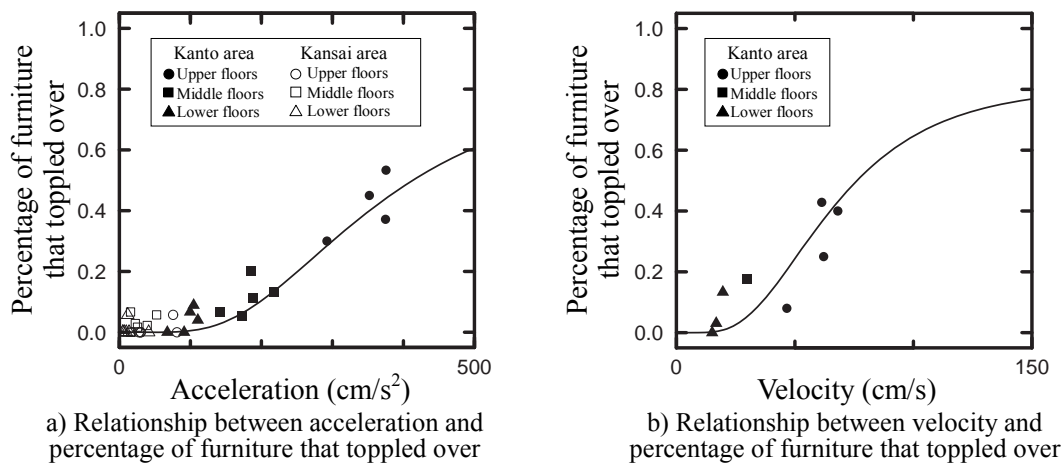 1.0
0.8
0.6
0.4
0.2
0.0
Percentage of furniture
that toppled over
Kanto area Kansai area
Upper floors Upper floors
Middle floors Middle floors
Lower floors Lower floors
0 500
Acceleration (cm/s²)
a) Relationship between acceleration and
percentage of furniture that toppled over
1.0
0.8
0.6
0.4
0.2
0.0
Percentage of furniture
that toppled over
Kanto area
Upper floors
Middle floors
Lower floors
0 150
Velocity (cm/s)
b) Relationship between velocity and
percentage of furniture that toppled over